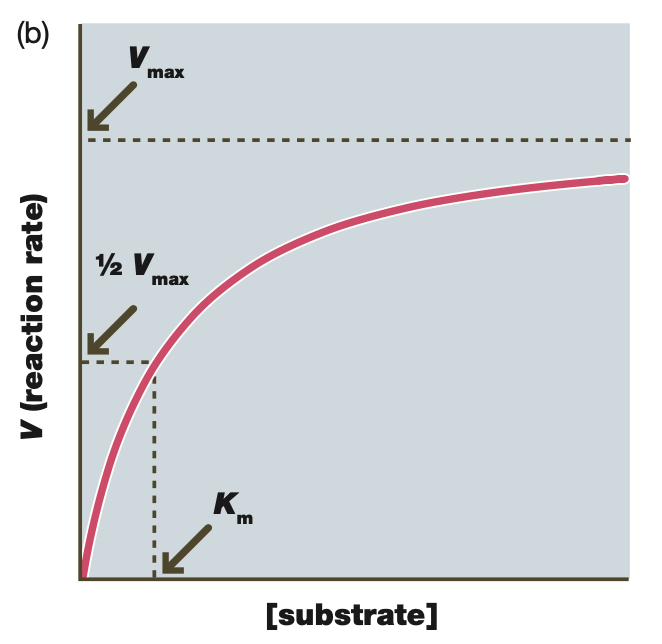 (b)
Vmax
½ Vmax
V (reaction rate)
Km
[substrate]